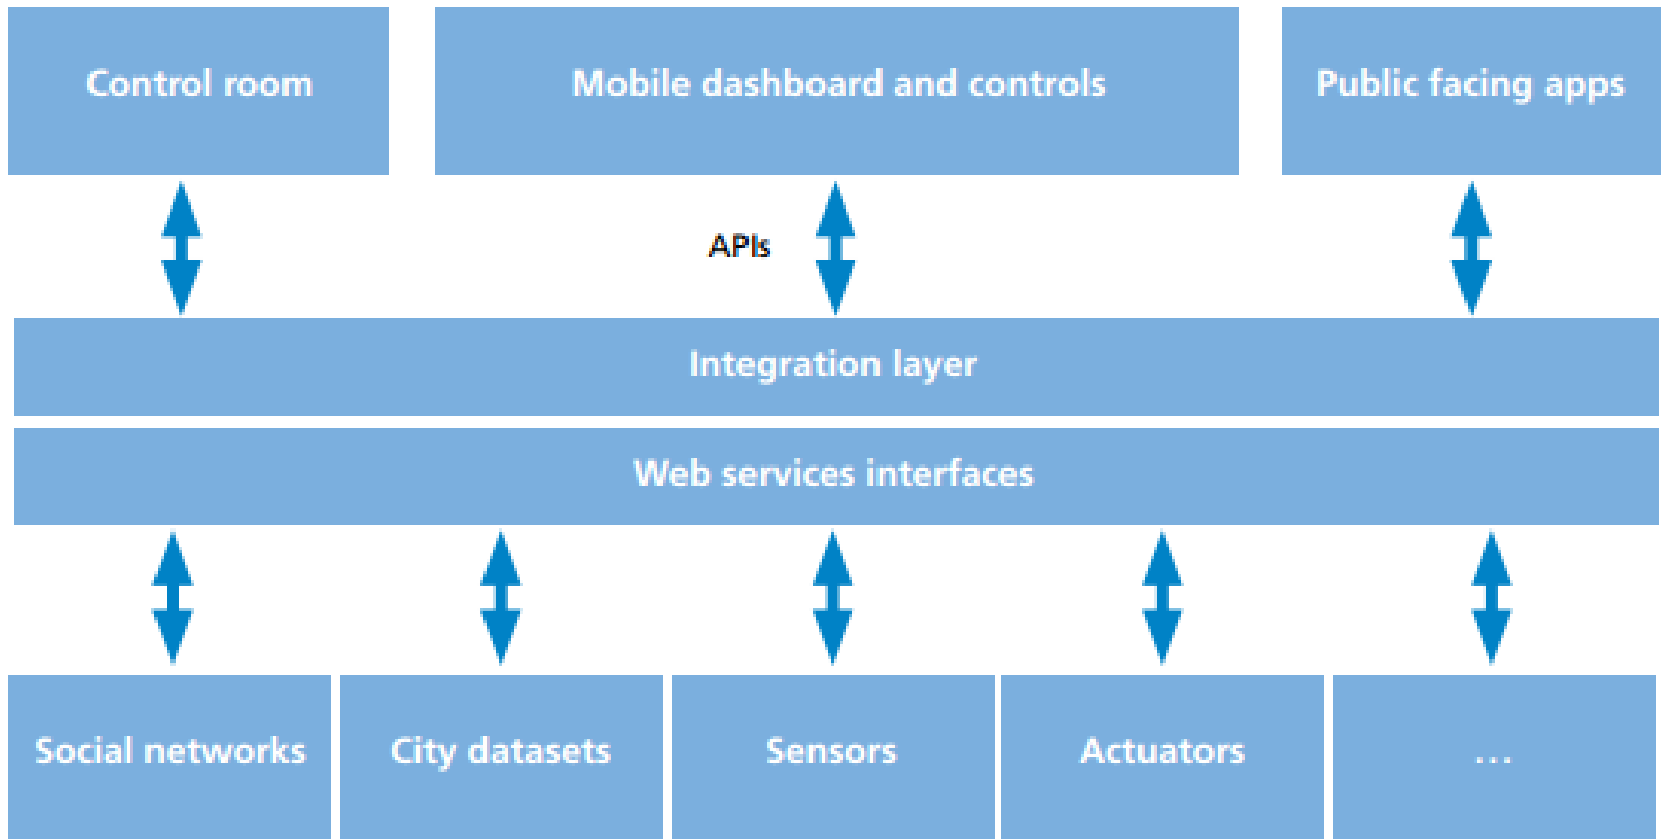 Control room
Mobile dashboard and controls
Public facing apps
APIs
Integration layer
Web services interfaces
Social networks
City datasets
Sensors
Actuators
...